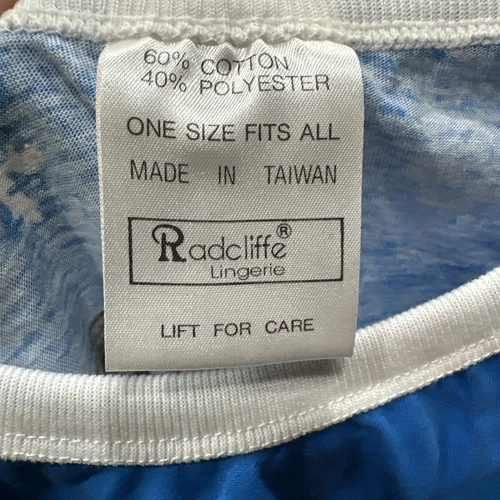 60% COTTON
40% POLYESTER
ONE SIZE FITS ALL
MADE IN TAIWAN
Radcliffe®
Lingerie
LIFT FOR CARE